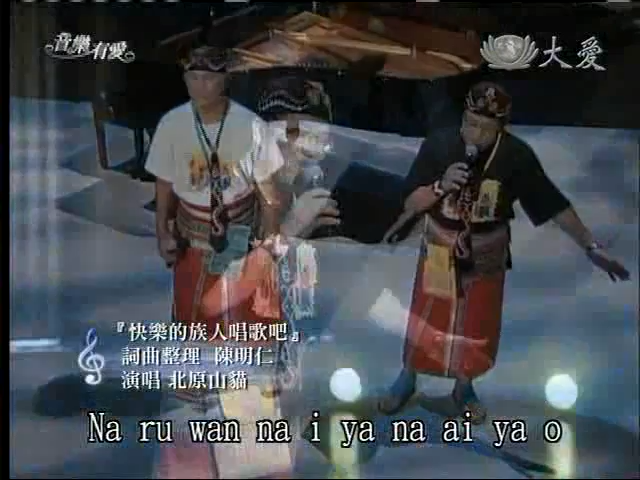 音樂有愛
大愛
『快樂的族人唱歌吧』
詞曲整理 陳明仁
演唱 北原山貓
Na ru wan na i ya na ai ya o